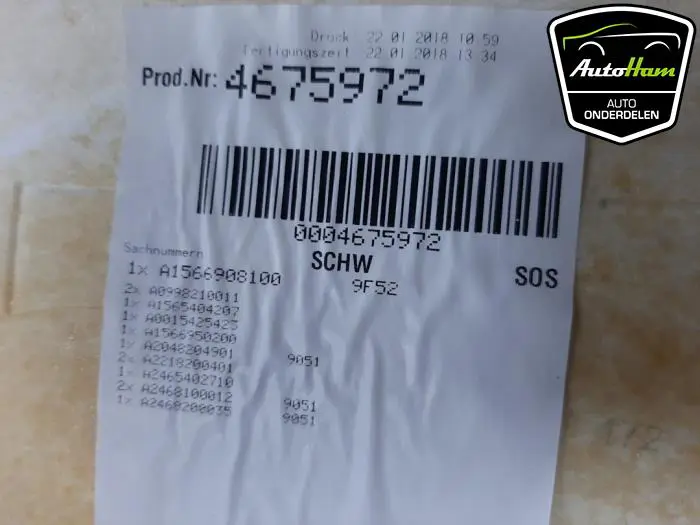 Druck 22 01 2018 10 59
Fertigungszeit 22 01 2018 13 34
Prod.Nr: 4675972
0004675972
Sachnummern
SCHW
SOS
1x A1566908100
9F52
2x A0998210011
1x A1565404207
1x A0015425425
1x A1566950200
1x A2048204901
2x A2218200401 9051
1x A2465402710
2x A2468100012 9051
1x A2468200035 9051
AutoHam
AUTO
ONDERDELEN